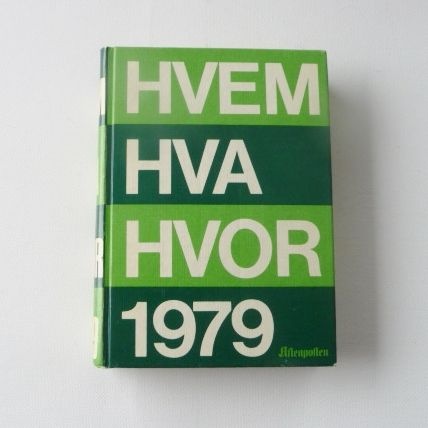 HVEM
HVA
HVOR
1979
Aftenposten